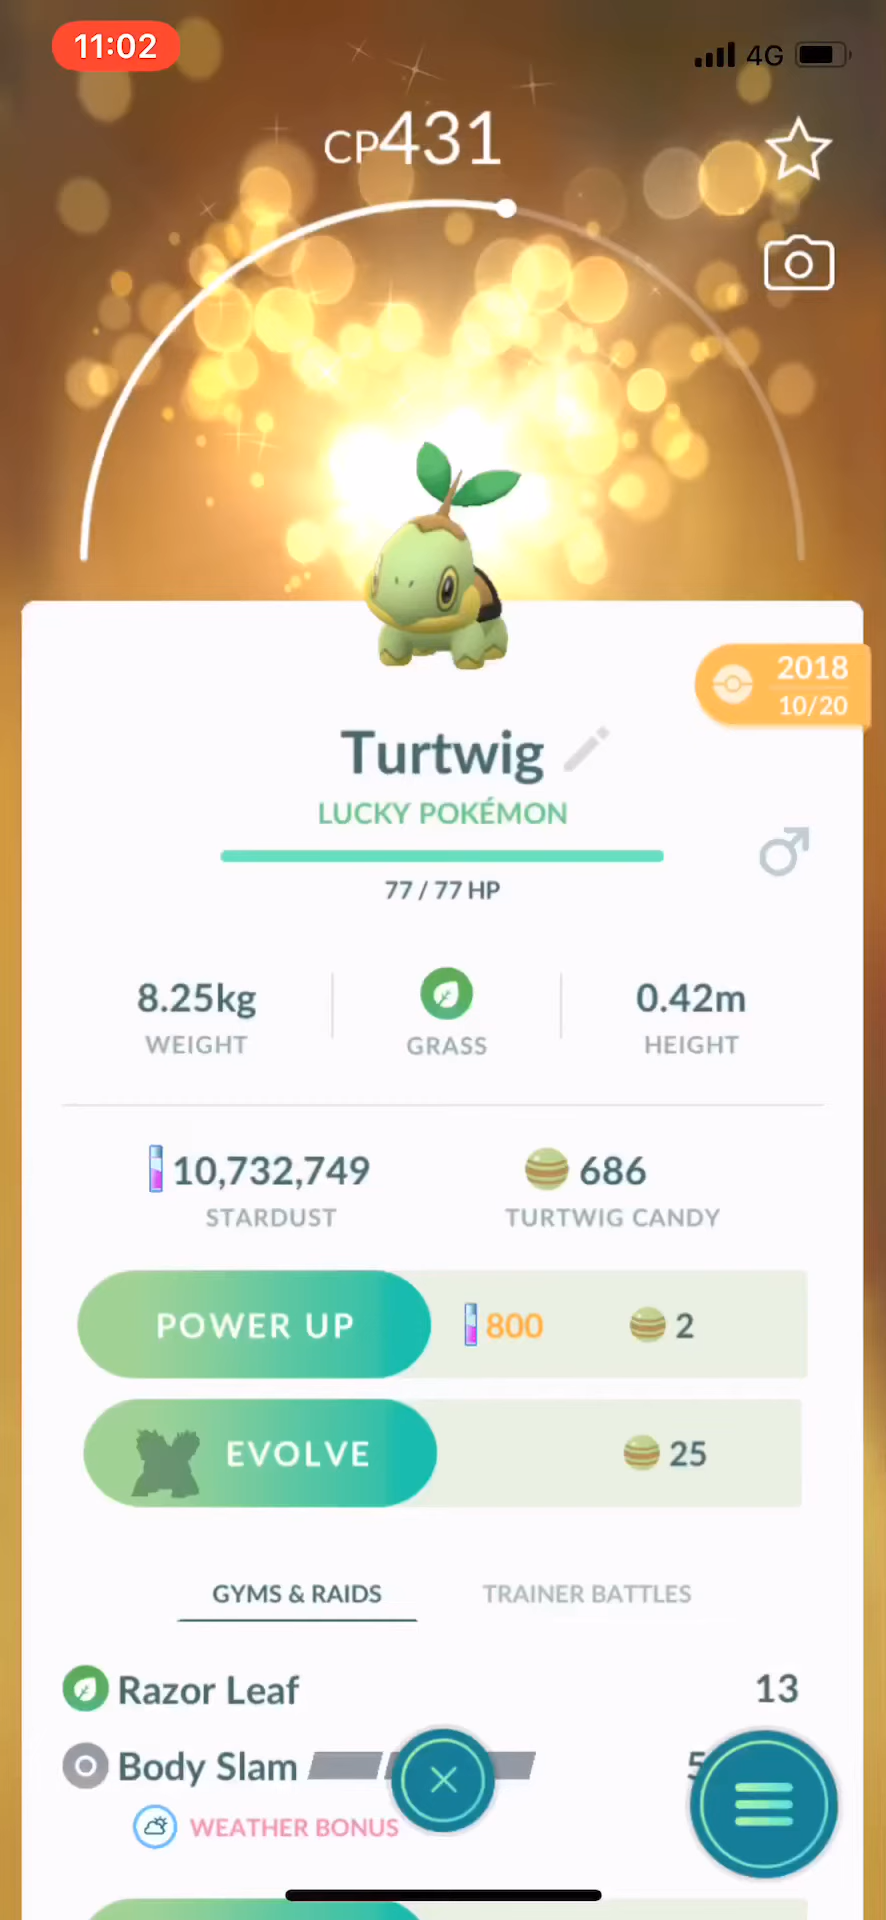 11:02
4G
CP431
2018
10/20
Turtwig
LUCKY POKÉMON
77 / 77 HP
8.25kg
WEIGHT
GRASS
0.42m
HEIGHT
10,732,749
STARDUST
686
TURTWIG CANDY
POWER UP 800 2
EVOLVE 25
GYMS & RAIDS TRAINER BATTLES
Razor Leaf 13
Body Slam
WEATHER BONUS